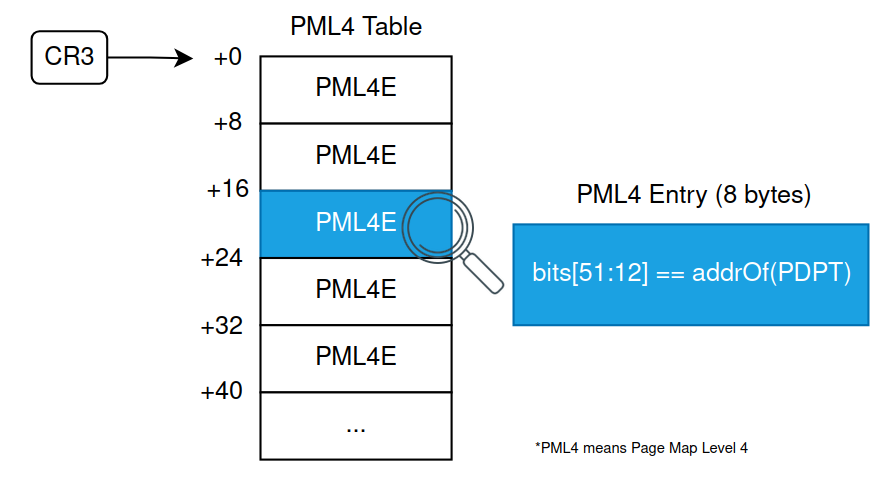 PML4 Table
CR3
+0
PML4E
+8
PML4E
+16
PML4E
+24
PML4E
+32
PML4E
+40
...
PML4 Entry (8 bytes)
bits[51:12] == addrOf(PDPT)
*PML4 means Page Map Level 4